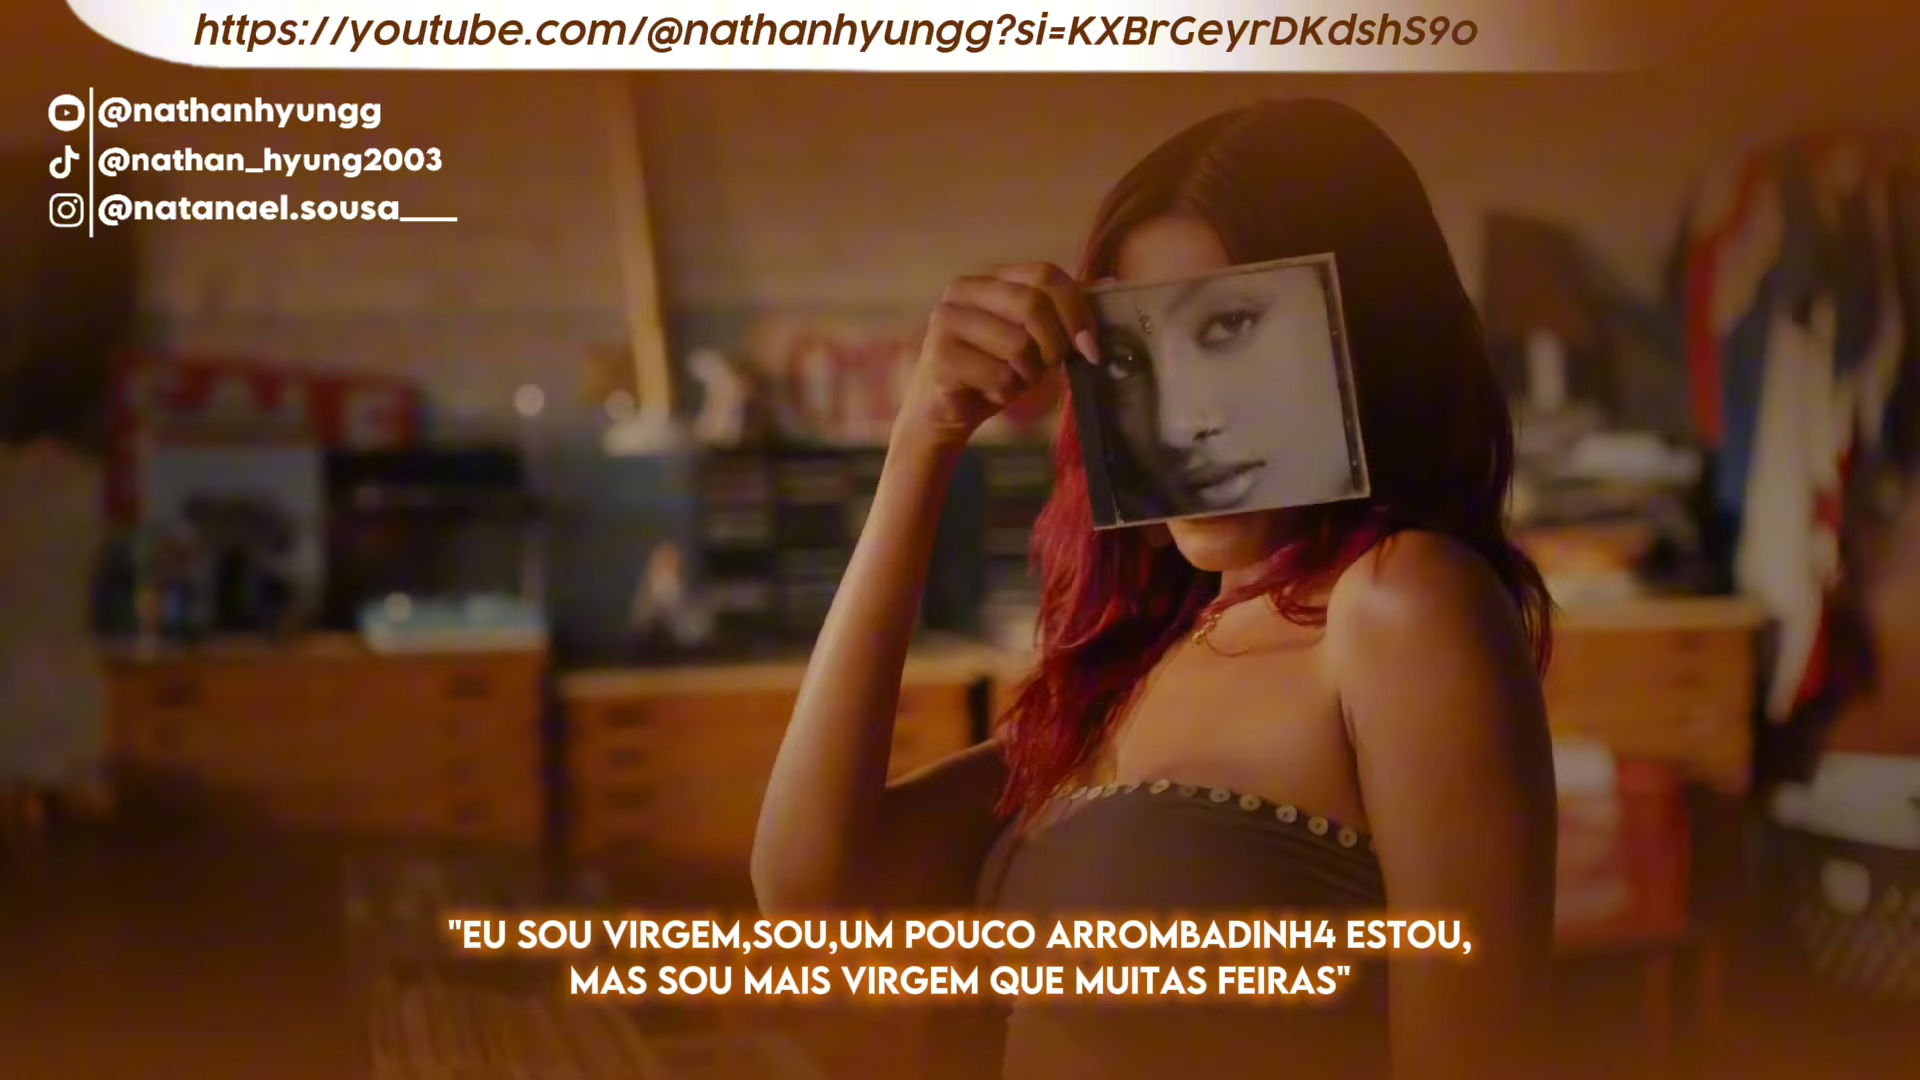 https://youtube.com/@nathanhyungg?si=KXBrGeyrDKdshS9o
@nathanhyungg
@nathan_hyung2003
@natanael.sousa___
SALE
"EU SOU VIRGEM,SOU,UM POUCO ARROMBADINH4 ESTOU,
MAS SOU MAIS VIRGEM QUE MUITAS FEIRAS"